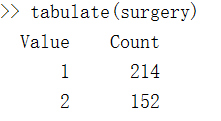 >> tabulate(surgery)
Value Count
1 214
2 152